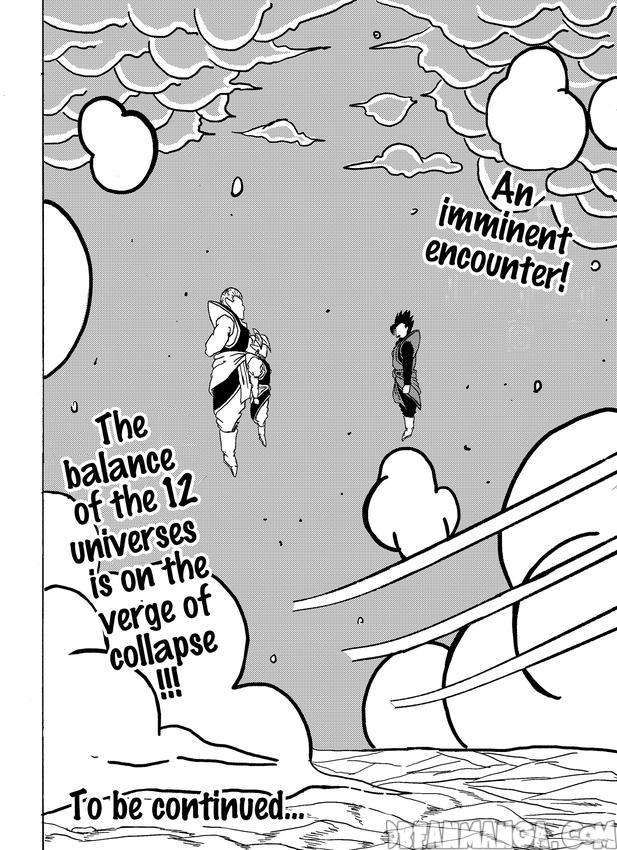 An
imminent
encounter!
The
balance
of the 12
universes
is on the
verge of
collapse
!!!
To be continued...
DREANMANGA.COM